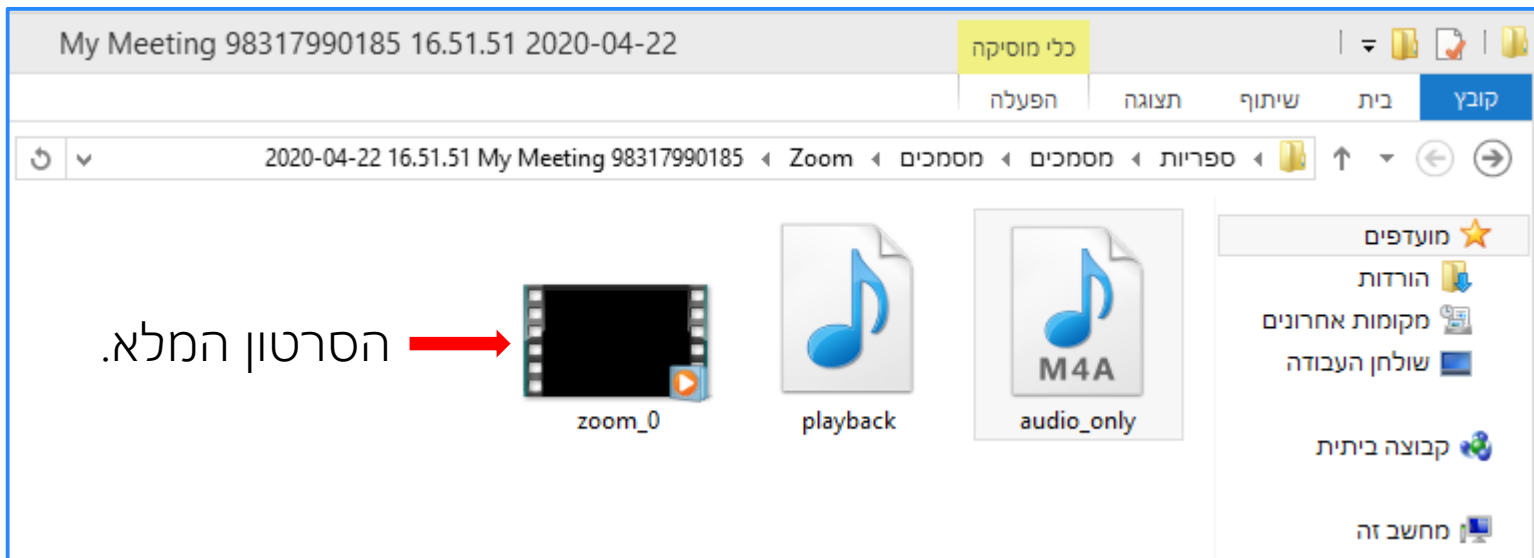 My Meeting 98317990185 16.51.51 2020-04-22
כלי מוסיקה
קובץ
בית
שיתוף
תצוגה
הפעלה
ספריות
מסמכים
מסמכים
Zoom
2020-04-22 16.51.51 My Meeting 98317990185
מועדפים
הורדות
מקומות אחרונים
שולחן העבודה
קבוצה ביתית
מחשב זה
M4A
audio_only
playback
zoom_0
הסרטון המלא.